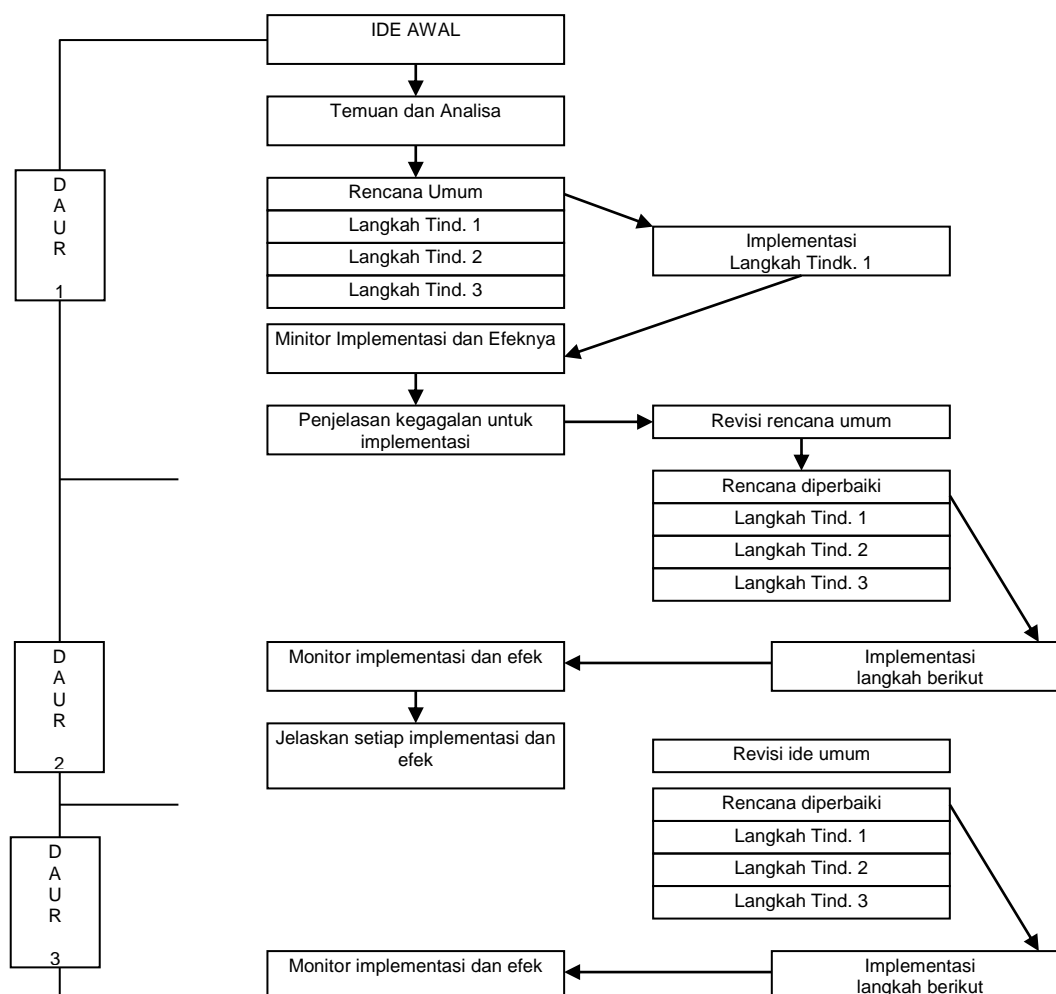 IDE AWAL
Temuan dan Analisa
D
A
U
R
1
Rencana Umum
Langkah Tind. 1
Langkah Tind. 2
Langkah Tind. 3
Implementasi
Langkah Tindk. 1
Minitor Implementasi dan Efeknya
Penjelasan kegagalan untuk
implementasi
Revisi rencana umum
Rencana diperbaiki
Langkah Tind. 1
Langkah Tind. 2
Langkah Tind. 3
D
A
U
R
2
Monitor implementasi dan efek
Implementasi
langkah berikut
Jelaskan setiap implementasi dan
efek
Revisi ide umum
Rencana diperbaiki
Langkah Tind. 1
Langkah Tind. 2
Langkah Tind. 3
D
A
U
R
3
Monitor implementasi dan efek
Implementasi
langkah berikut